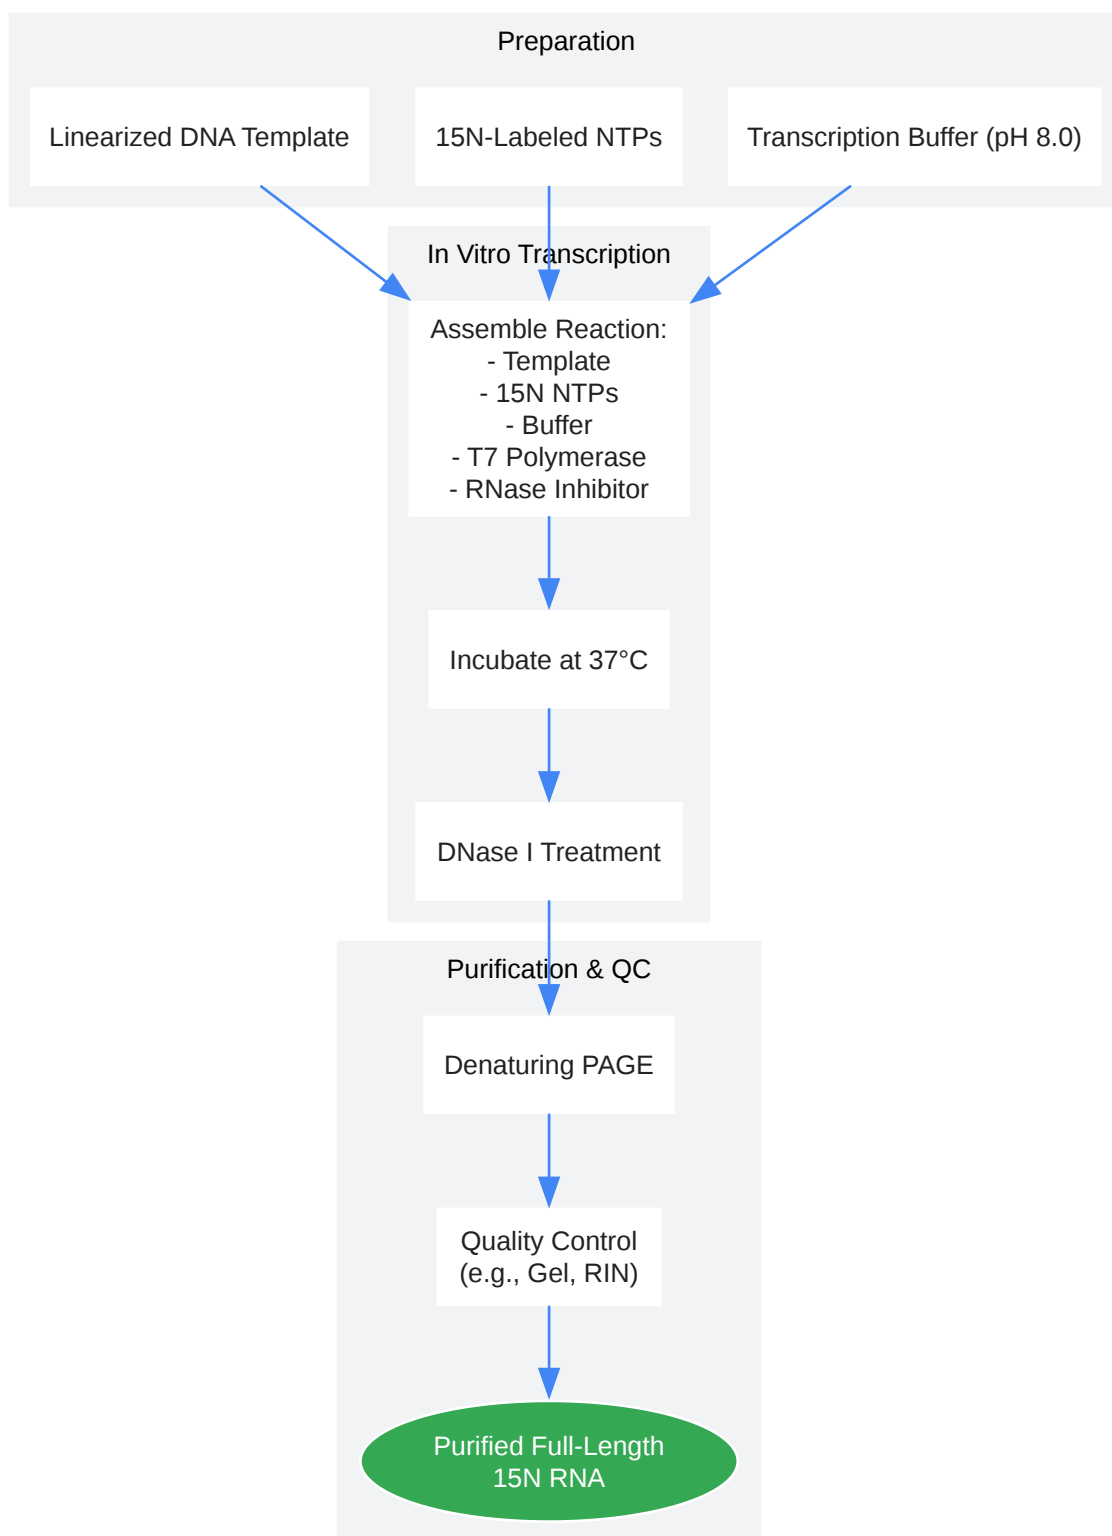 Preparation
Linearized DNA Template
15N-Labeled NTPs
Transcription Buffer (pH 8.0)
In Vitro Transcription
Assemble Reaction:
- Template
- 15N NTPs
- Buffer
- T7 Polymerase
- RNase Inhibitor
Incubate at 37°C
DNase I Treatment
Purification & QC
Denaturing PAGE
Quality Control
(e.g., Gel, RIN)
Purified Full-Length
15N RNA